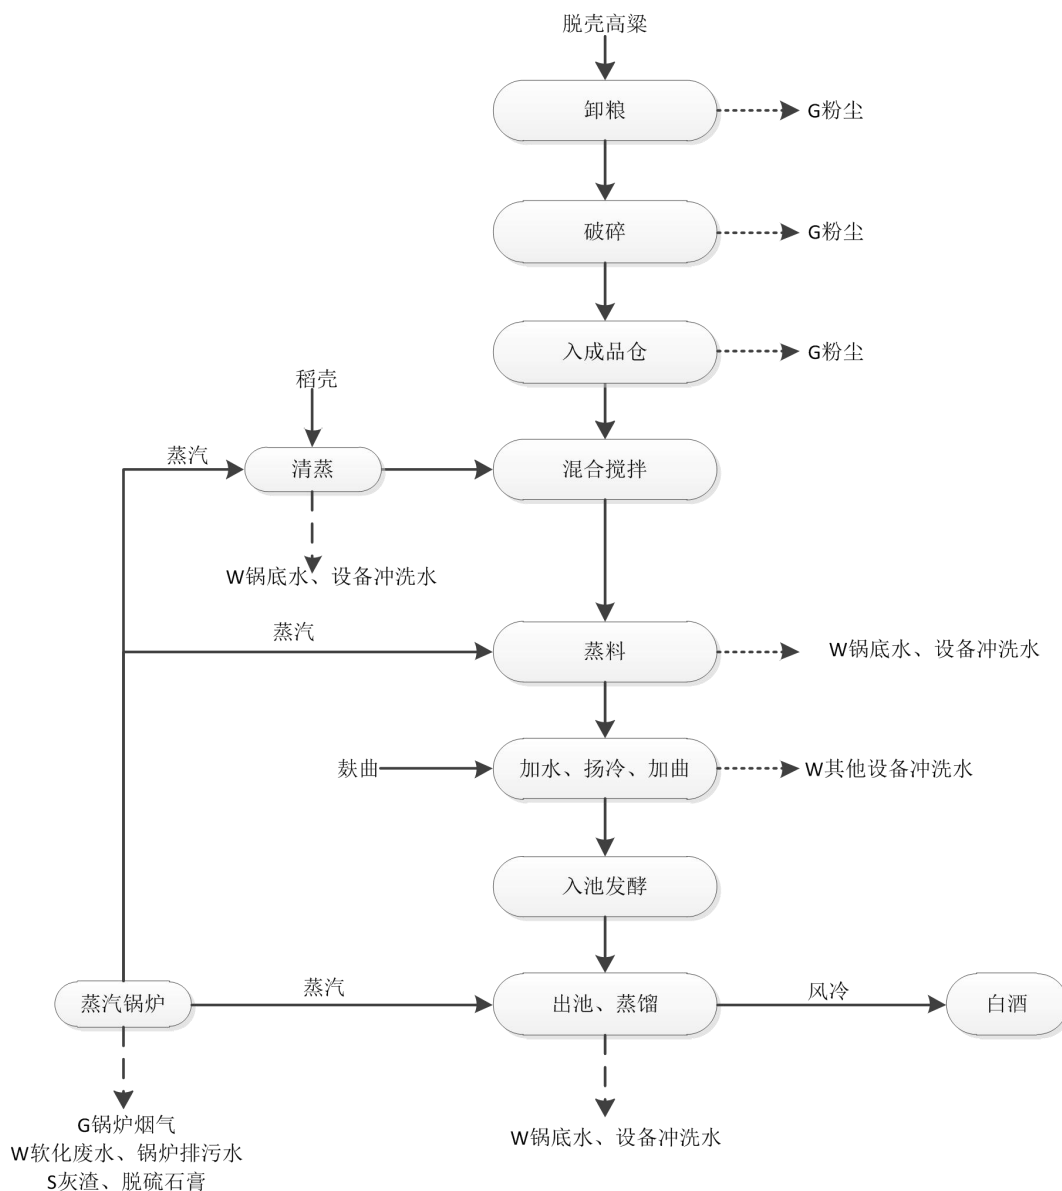 脱壳高粱
卸粮
G粉尘
破碎
G粉尘
入成品仓
G粉尘
稻壳
蒸汽
清蒸
混合搅拌
W锅底水、设备冲洗水
蒸汽
蒸料
W锅底水、设备冲洗水
麸曲
加水、扬冷、加曲
W其他设备冲洗水
入池发酵
蒸汽锅炉
蒸汽
出池、蒸馏
风冷
白酒
G锅炉烟气
W软化废水、锅炉排污水
S灰渣、脱硫石膏
W锅底水、设备冲洗水